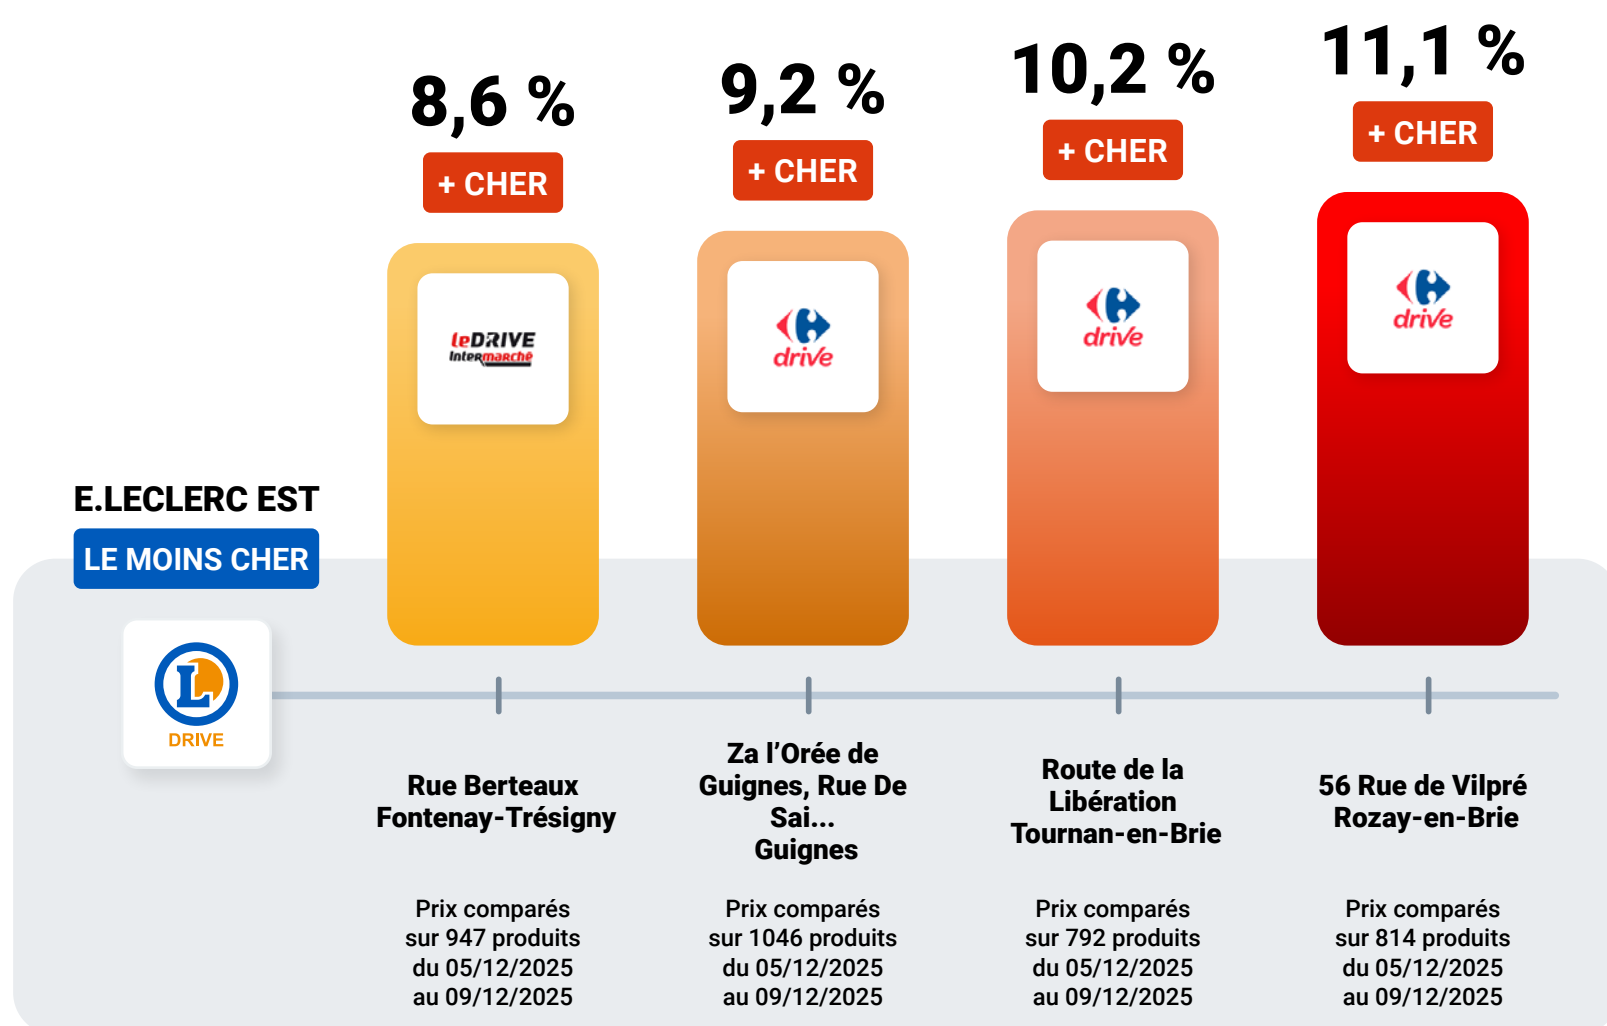 8,6 %
+ CHER
leDRIVE
Intermarché
9,2 %
+ CHER
drive
10,2 %
+ CHER
drive
11,1 %
+ CHER
drive
E.LECLERC EST
LE MOINS CHER
L
DRIVE
Rue Berteaux
Fontenay-Trésigny
Prix comparés
sur 947 produits
du 05/12/2025
au 09/12/2025
Za l'Orée de
Guignes, Rue De
Sai...
Guignes
Prix comparés
sur 1046 produits
du 05/12/2025
au 09/12/2025
Route de la
Libération
Tournan-en-Brie
Prix comparés
sur 792 produits
du 05/12/2025
au 09/12/2025
56 Rue de Vilpré
Rozay-en-Brie
Prix comparés
sur 814 produits
du 05/12/2025
au 09/12/2025